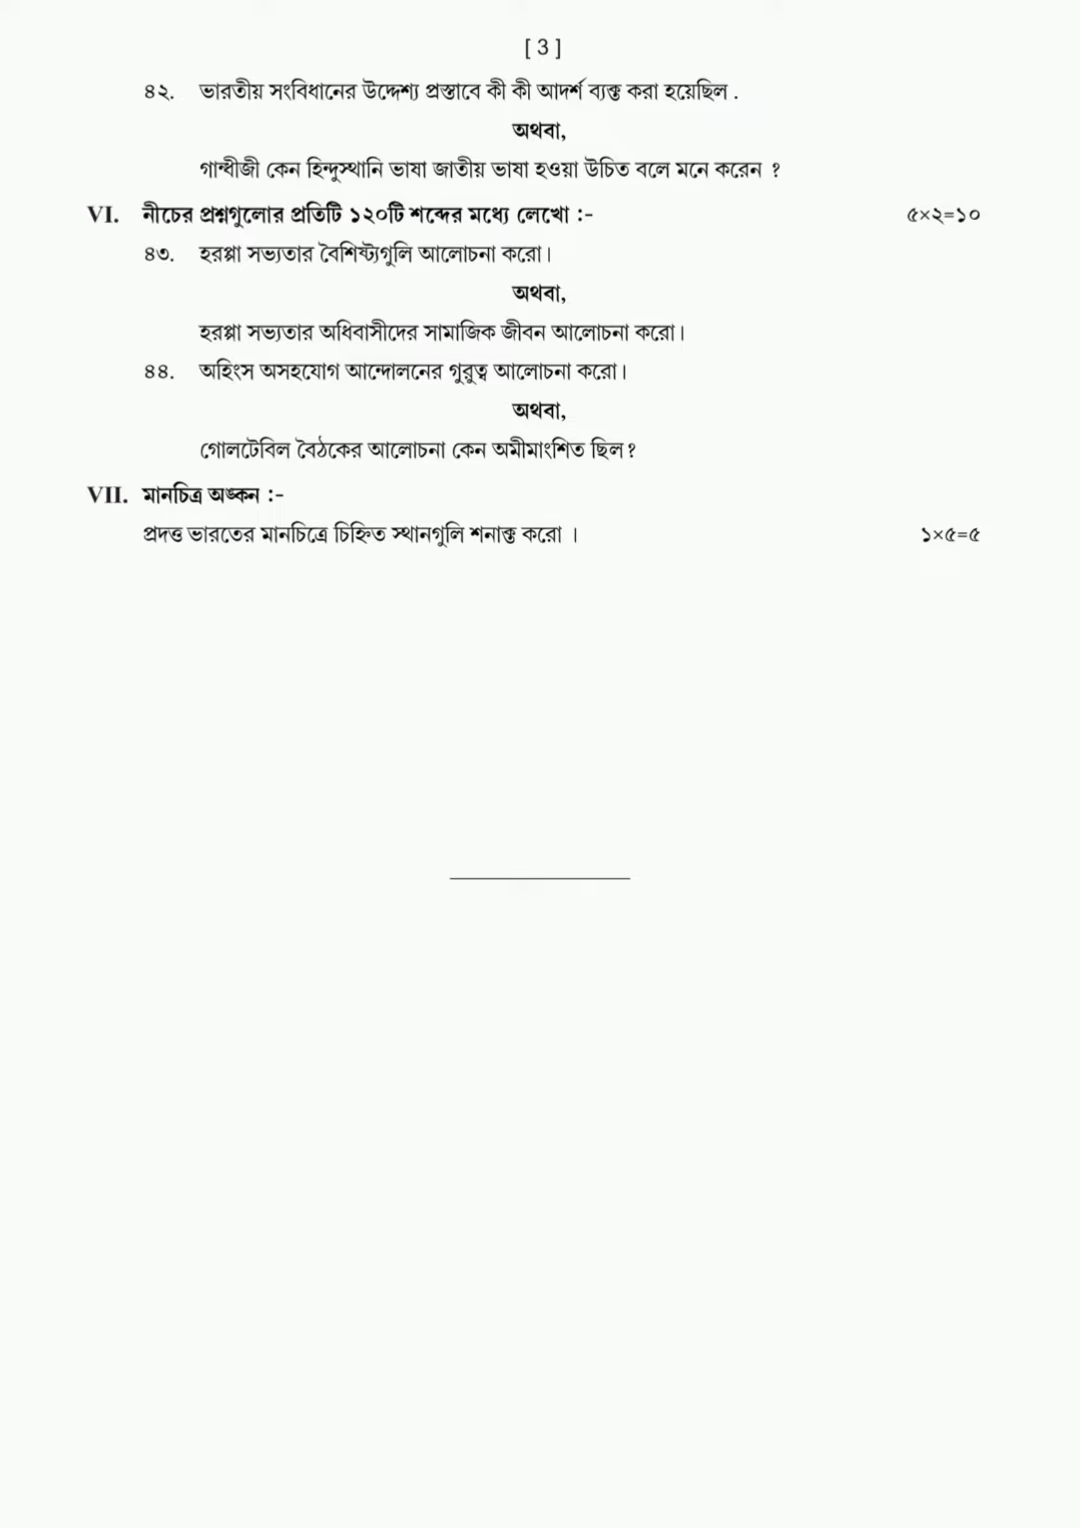 [ 3 ]
৪২. ভারতীয় সংবিধানের উদ্দেশ্য প্রস্তাবে কী কী আদর্শ ব্যক্ত করা হয়েছিল .
অথবা,
গান্ধীজী কেন হিন্দুস্থানি ভাষা জাতীয় ভাষা হওয়া উচিত বলে মনে করেন ?
VI. নীচের প্রশ্নগুলোর প্রতিটি ১২০টি শব্দের মধ্যে লেখো :- ৫×২=১০
৪৩. হরপ্পা সভ্যতার বৈশিষ্ট্যগুলি আলোচনা করো।
অথবা,
হরপ্পা সভ্যতার অধিবাসীদের সামাজিক জীবন আলোচনা করো।
৪৪. অহিংস অসহযোগ আন্দোলনের গুরুত্ব আলোচনা করো।
অথবা,
গোলটেবিল বৈঠকের আলোচনা কেন অমীমাংশিত ছিল?
VII. মানচিত্র অঙ্কন :-
প্রদত্ত ভারতের মানচিত্রে চিহ্নিত স্থানগুলি শনাক্ত করো । ১×৫=৫